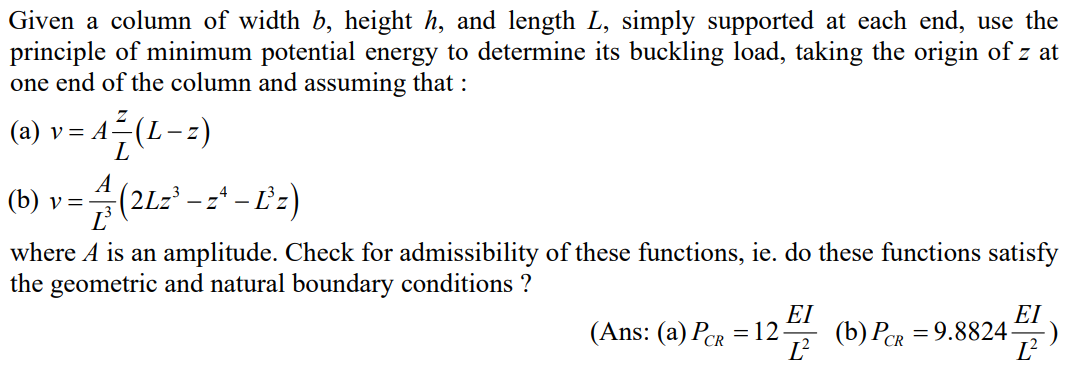 Given a column of width b, height h, and length L, simply supported at each end, use the
principle of minimum potential energy to determine its buckling load, taking the origin of z at
one end of the column and assuming that :
(a) v = A z/L (L − z)
(b) v = A/L³ (2Lz³ − z⁴ − L³z)
where A is an amplitude. Check for admissibility of these functions, ie. do these functions satisfy
the geometric and natural boundary conditions ?
(Ans: (a) P_CR = 12 EI/L² (b) P_CR = 9.8824 EI/L² )